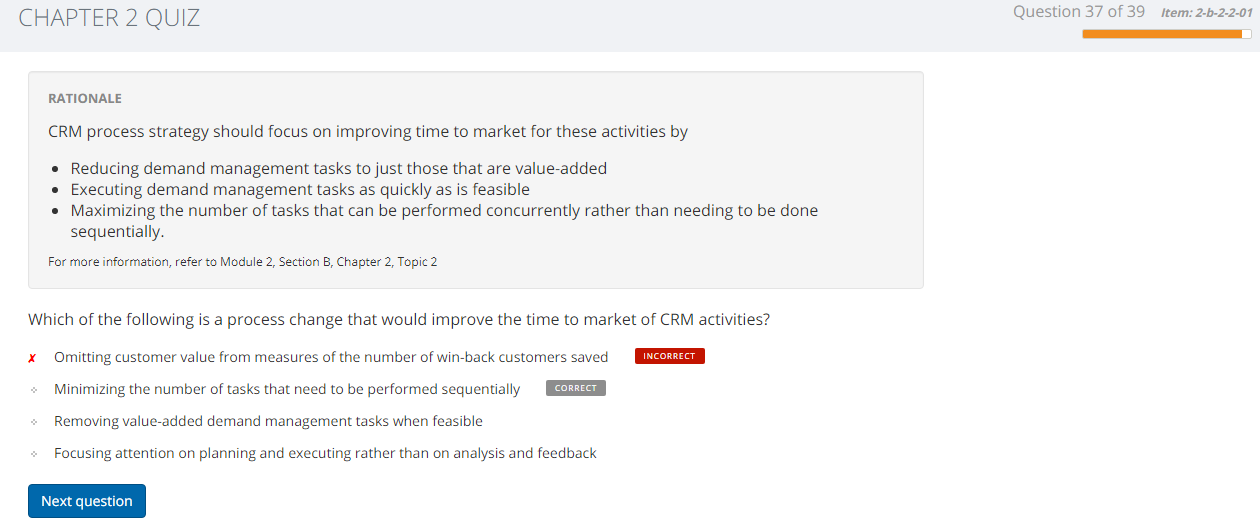 CHAPTER 2 QUIZ
Question 37 of 39 Item: 2-b-2-2-01
RATIONALE
CRM process strategy should focus on improving time to market for these activities by
• Reducing demand management tasks to just those that are value-added
• Executing demand management tasks as quickly as is feasible
• Maximizing the number of tasks that can be performed concurrently rather than needing to be done
sequentially.
For more information, refer to Module 2, Section B, Chapter 2, Topic 2
Which of the following is a process change that would improve the time to market of CRM activities?
✗ Omitting customer value from measures of the number of win-back customers saved INCORRECT
Minimizing the number of tasks that need to be performed sequentially CORRECT
Removing value-added demand management tasks when feasible
Focusing attention on planning and executing rather than on analysis and feedback
Next question